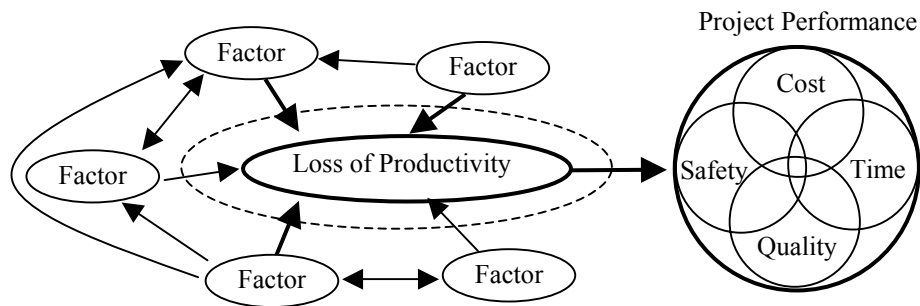 Project Performance
Factor
Factor
Cost
Loss of Productivity
Factor
Safety
Time
Quality
Factor
Factor